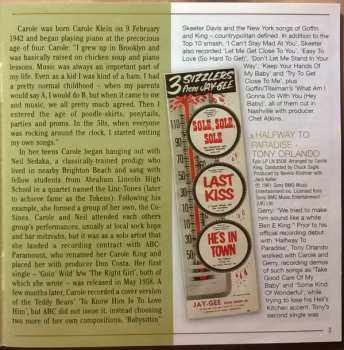 Carole was born Carole Klein on 9 February
1942 and began playing piano at the precocious
age of four. Carole: "I grew up in Brooklyn and
was basically raised on chicken soup and piano
lessons. Music was always an important part of
my life. Even as a kid I was kind of a ham. I had
a pretty normal childhood – when my parents
would say A, I would do B, but when it came to me
and music, we all pretty much agreed. Then I
entered the age of poodle-skirts, ponytails,
parties and proms. In the 50s, when everyone
was rocking around the clock, I started writing
my own songs."
In her teens Carole began hanging out with
Neil Sedaka, a classically-trained prodigy who
lived in nearby Brighton Beach and sang with
fellow students from Abraham Lincoln High
School in a quartet named the Linc-Tones (later
to achieve fame as the Tokens). Following this
example, she formed a group of her own, the Co-
Sines. Carole and Neil attended each others
group's performances, usually at local sock hops
and bar mitzvahs, but it was as a solo artist that
she landed a recording contract with ABC
Paramount, who renamed her Carole King and
placed her with producer Don Costa. Her first
single – 'Goin' Wild' b/w 'The Right Girl', both of
which she wrote – was released in May 1958. A
few months later, Carole recorded a cover version
of the Teddy Bears' 'To Know Him Is To Love
Him', but ABC did not issue it, instead choosing
two more of her own compositions, 'Babysittin''
3 SIZZLERS
from JAY-GEE
SOLE, SOLE,
SOLE
LAST
KISS
HE'S IN
TOWN
JAY-GEE
Skeeter Davis and the New York songs of Goffin
and King – countrypolitan defined. In addition to the
Top 10 smash, 'I Can't Stay Mad At You', Skeeter
also recorded 'Let Me Get Close To You', 'Easy To
Love (So Hard To Get)', 'Don't Let Me Stand In Your
Way', 'Keep Your Hands Off
My Baby' and 'Try To Get
Close To Me', plus
Goffin/Titelman's 'What Am I
Gonna Do With You (Hey
Baby)', all of them cut in
Nashville with producer
Chet Atkins.
HALFWAY TO
PARADISE
TONY ORLANDO
Arranged by Carole
King. Conducted by Chuck Sagle.
Jack Keller
Gerry: "We tried to make
him sound like a white
Ben E King." Prior to his
official recording debut
with 'Halfway To
Paradise', Tony Orlando
worked with Carole and
Gerry, recording demos
of such songs as 'Take
Good Care Of My
Baby' and 'Some Kind
Of Wonderful', while
trying to lose his Hell's
Kitchen accent. Tony's
second single was
3